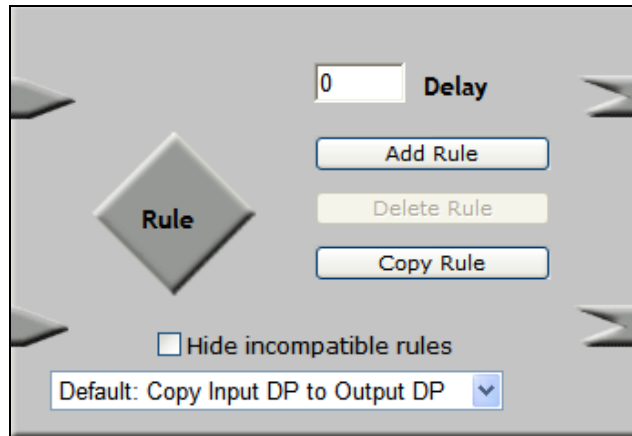 0 Delay
Add Rule
Delete Rule
Rule
Copy Rule
Hide incompatible rules
Default: Copy Input DP to Output DP